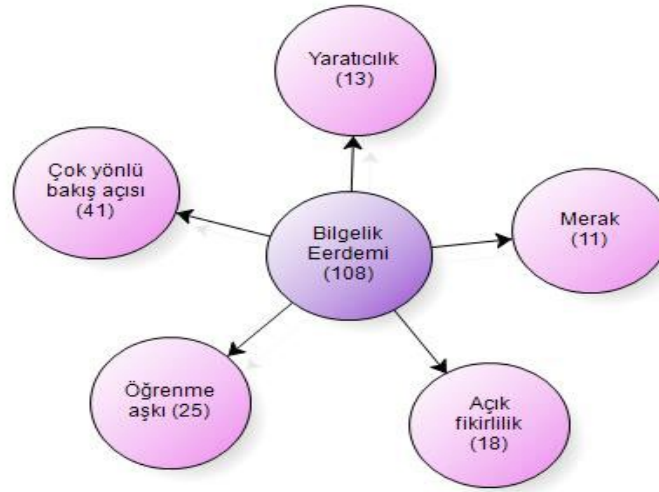 Yaratıcılık
(13)
Çok yönlü
bakış açısı
(41)
Bilgelik
Eerdemi
(108)
Merak
(11)
Öğrenme
aşkı (25)
Açık
fikirlilik
(18)